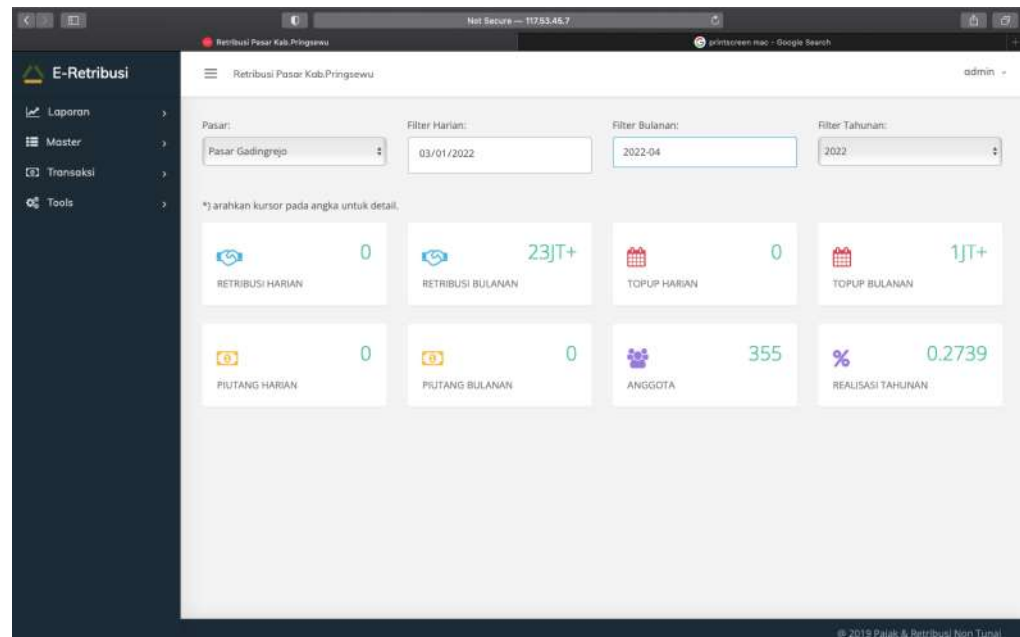 Not Secure — 117.53.45.7
Retribusi Pasar Kab.Pringsewu
printscreen mac - Google Search
E-Retribusi
Retribusi Pasar Kab.Pringsewu
admin
Laporan
Master
Transaksi
Tools
Pasar:
Filter Harian:
Filter Bulanan:
Filter Tahunan:
Pasar Gadingrejo
03/01/2022
2022-04
2022
*) arahkan kursor pada angka untuk detail.
0
RETRIBUSI HARIAN
23JT+
RETRIBUSI BULANAN
0
TOPUP HARIAN
1JT+
TOPUP BULANAN
0
PIUTANG HARIAN
0
PIUTANG BULANAN
355
ANGGOTA
0.2739
REALISASI TAHUNAN
@ 2019 Pajak & Retribusi Non Tunai